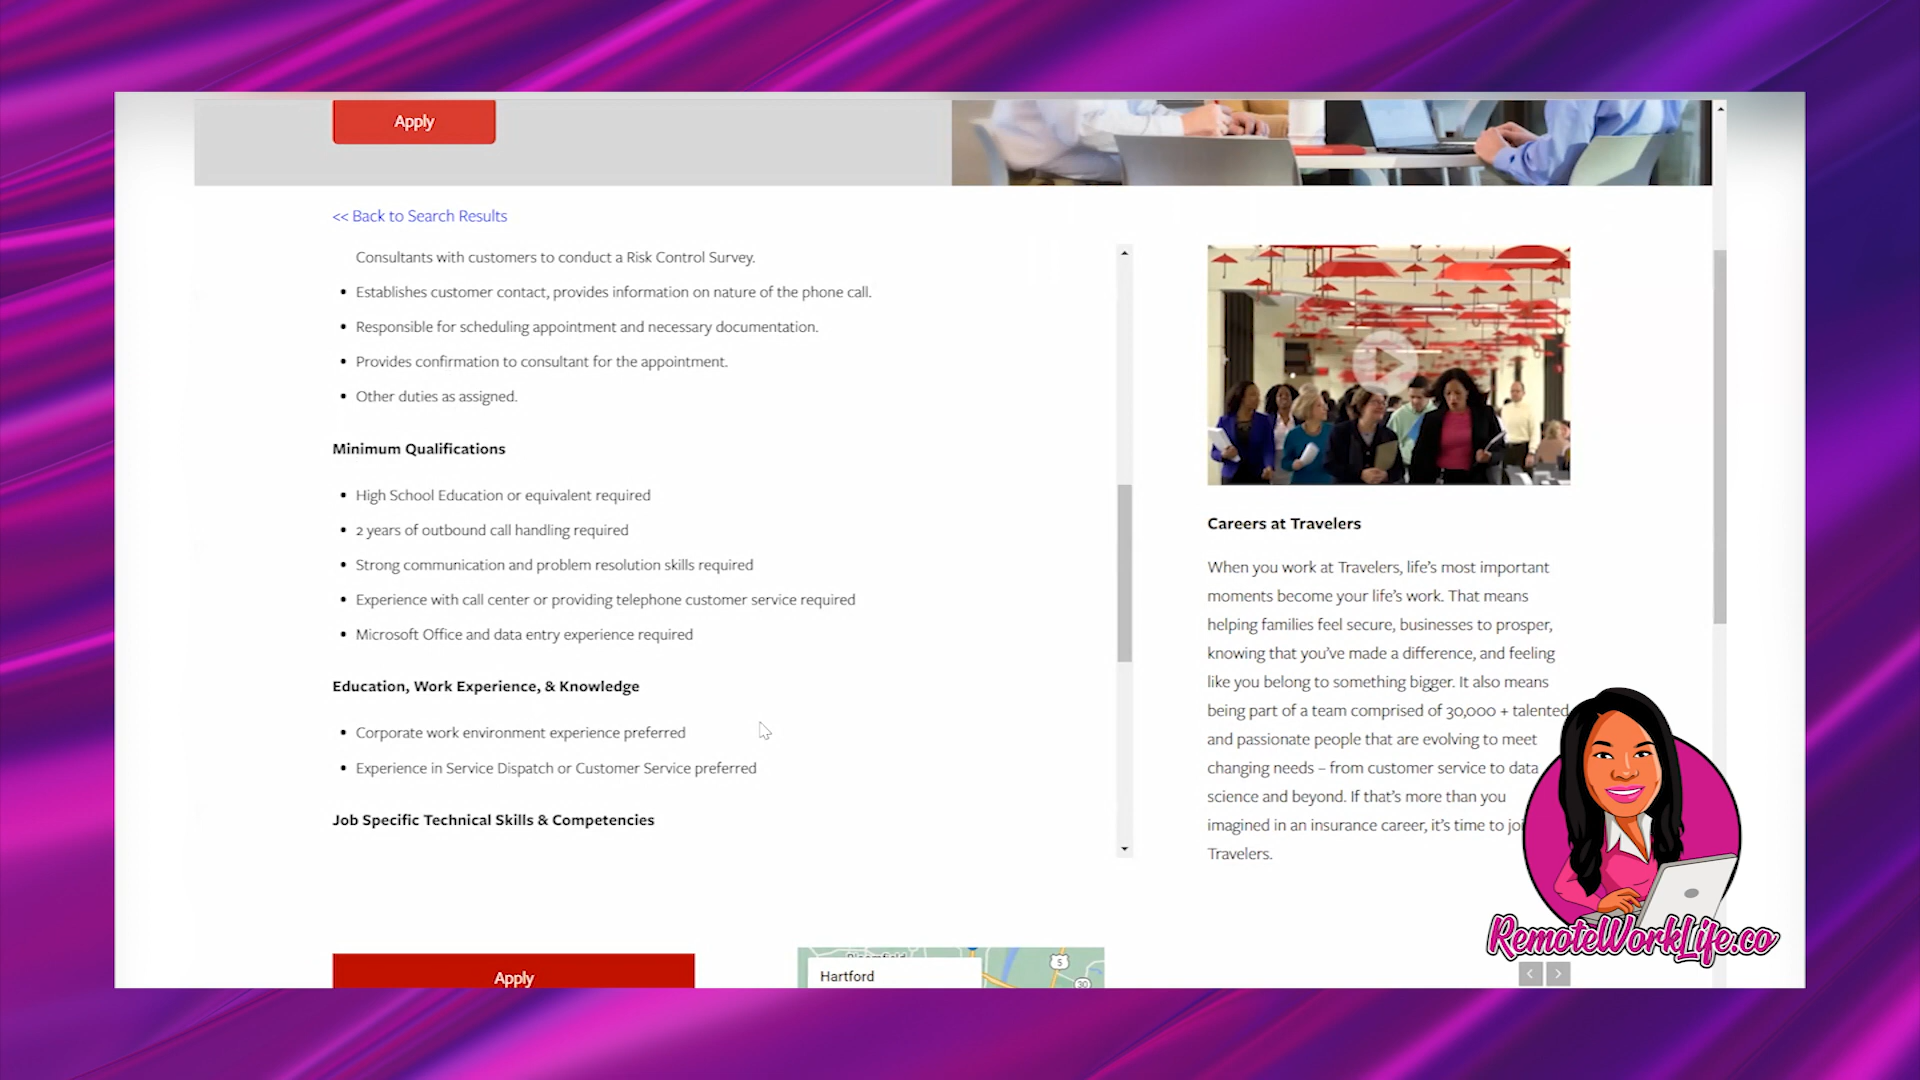 Apply
<< Back to Search Results
Consultants with customers to conduct a Risk Control Survey.
• Establishes customer contact, provides information on nature of the phone call.
• Responsible for scheduling appointment and necessary documentation.
• Provides confirmation to consultant for the appointment.
• Other duties as assigned.
Minimum Qualifications
• High School Education or equivalent required
• 2 years of outbound call handling required
• Strong communication and problem resolution skills required
• Experience with call center or providing telephone customer service required
• Microsoft Office and data entry experience required
Education, Work Experience, & Knowledge
• Corporate work environment experience preferred
• Experience in Service Dispatch or Customer Service preferred
Job Specific Technical Skills & Competencies
Apply
Hartford
5
30
Careers at Travelers
When you work at Travelers, life's most important
moments become your life's work. That means
helping families feel secure, businesses to prosper,
knowing that you've made a difference, and feeling
like you belong to something bigger. It also means
being part of a team comprised of 30,000 + talented
and passionate people that are evolving to meet
changing needs – from customer service to data
science and beyond. If that's more than you
imagined in an insurance career, it's time to
Travelers.
RemoteWorkLife.co